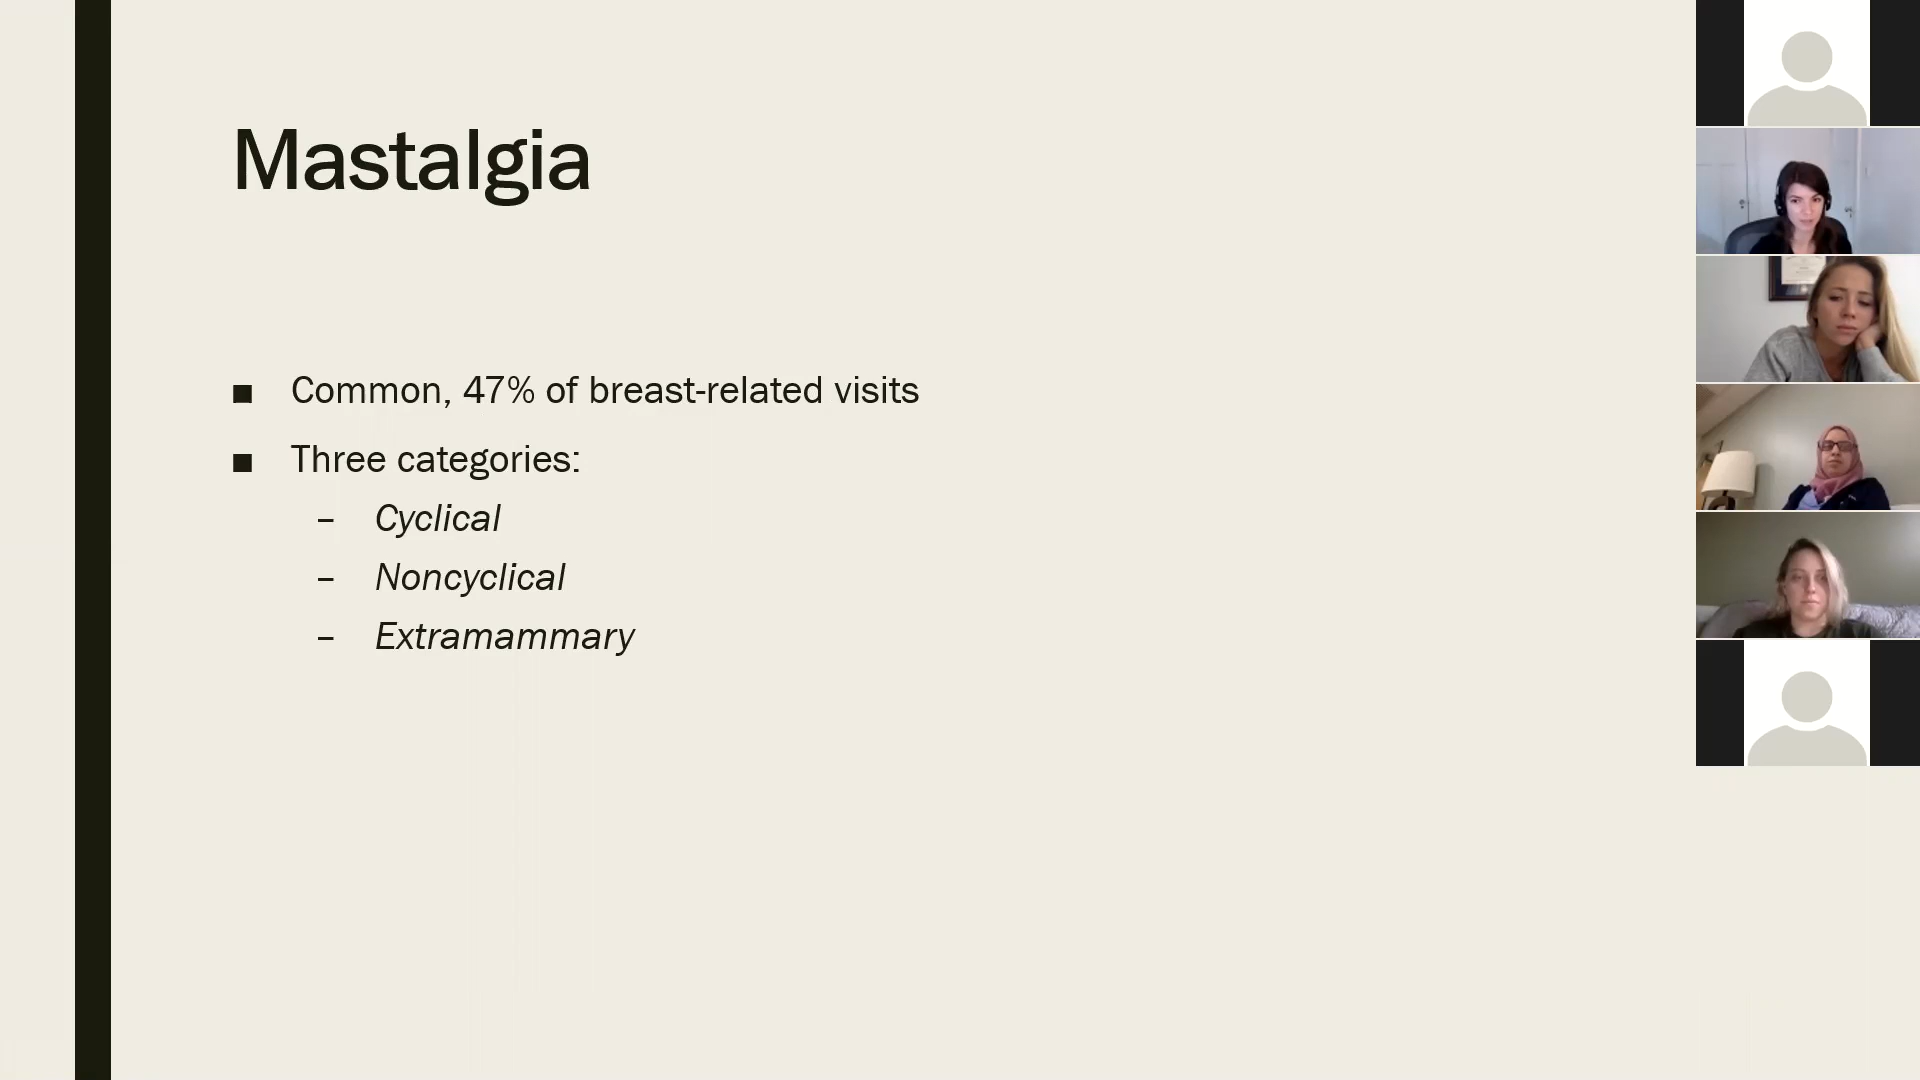 Mastalgia
■ Common, 47% of breast-related visits
■ Three categories:
– Cyclical
– Noncyclical
– Extramammary